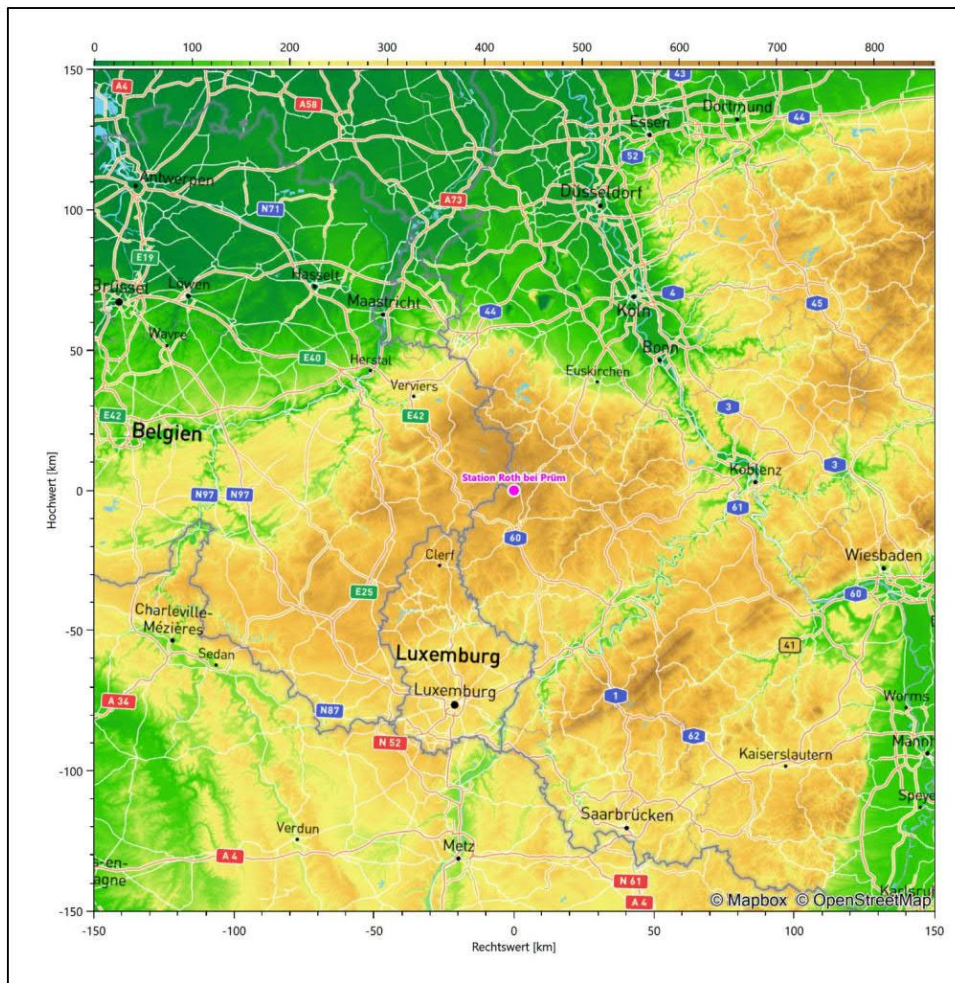 0 100 200 300 400 500 600 700 800
150
100
50
0
-50
-100
-150
-150 -100 -50 0 50 100 150
Hochwert [km]
Rechtswert [km]
A4
43
A58
Dortmund
44
Essen
52
Antwerpen
Düsseldorf
N71
A73
E19
Brüssel
Löwen
Hasselt
Maastricht
44
Köln
4
45
Wavre
E40
Herstal
Bonn
Euskirchen
Verviers
E42
E42
3
Belgien
Station Roth bei Prüm
Koblenz
3
N97
N97
61
60
Clerf
Wiesbaden
E25
60
Charleville-
Mézières
Sedan
41
Luxemburg
Luxemburg
1
Worms
A 34
N87
N 52
62
Kaiserslautern
Mannh
Speye
Saarbrücken
Verdun
A 4
Metz
s-en-
agne
N 61
A 4
Karlsruh
© Mapbox © OpenStreetMap